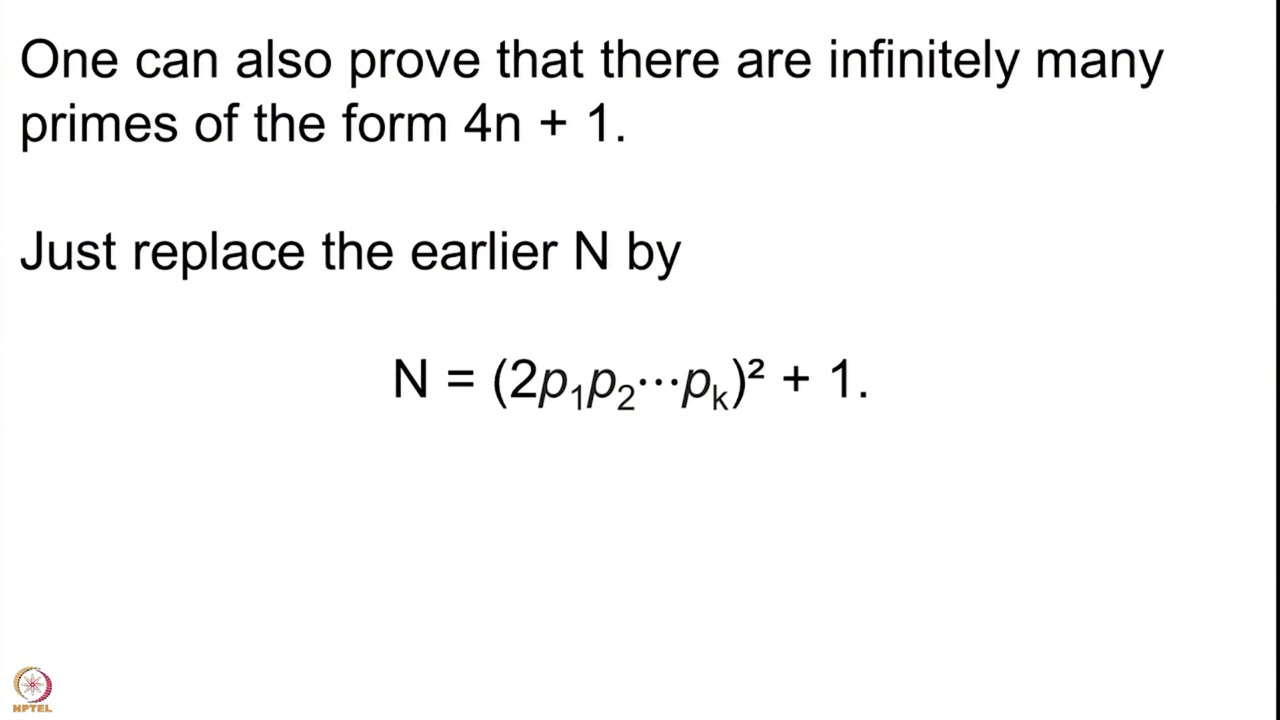 One can also prove that there are infinitely many
primes of the form 4n + 1.
Just replace the earlier N by
N = (2p₁p₂⋯pₖ)² + 1.
NPTEL